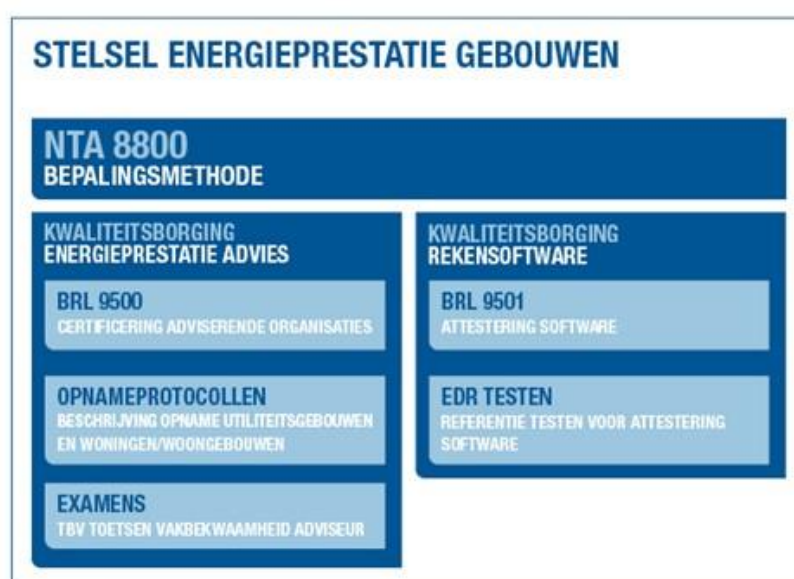 STELSEL ENERGIEPRESTATIE GEBOUWEN
NTA 8800
BEPALINGSMETHODE
KWALITEITSBORGING
ENERGIEPRESTATIE ADVIES
BRL 9500
CERTIFICERING ADVISERENDE ORGANISATIES
OPNAMEPROTOCOLLEN
BESCHRIJVING OPNAME UTILITEITSGEBOUWEN
EN WONINGEN/WOONGEBOUWEN
EXAMENS
TBV TOETSEN VAKBEKWAAMHEID ADVISEUR
KWALITEITSBORGING
REKENSOFTWARE
BRL 9501
ATTESTERING SOFTWARE
EDR TESTEN
REFERENTIE TESTEN VOOR ATTESTERING
SOFTWARE